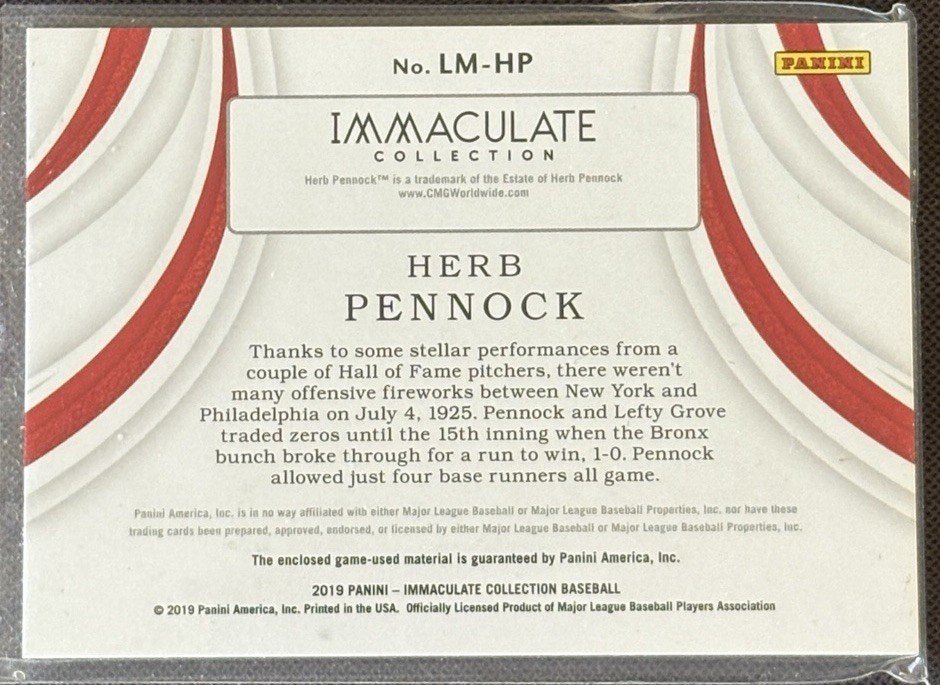 No. LM-HP
PANINI
IMMACULATE
COLLECTION
Herb Pennock™ is a trademark of the Estate of Herb Pennock
www.CMGWorldwide.com
HERB
PENNOCK
Thanks to some stellar performances from a
couple of Hall of Fame pitchers, there weren't
many offensive fireworks between New York and
Philadelphia on July 4, 1925. Pennock and Lefty Grove
traded zeros until the 15th inning when the Bronx
bunch broke through for a run to win, 1-0. Pennock
allowed just four base runners all game.
Panini America, Inc. is in no way affiliated with either Major League Baseball or Major League Baseball Properties, Inc. nor have these
trading cards been prepared, approved, endorsed, or licensed by either Major League Baseball or Major League Baseball Properties, Inc.
The enclosed game-used material is guaranteed by Panini America, Inc.
2019 PANINI – IMMACULATE COLLECTION BASEBALL
© 2019 Panini America, Inc. Printed in the USA. Officially Licensed Product of Major League Baseball Players Association